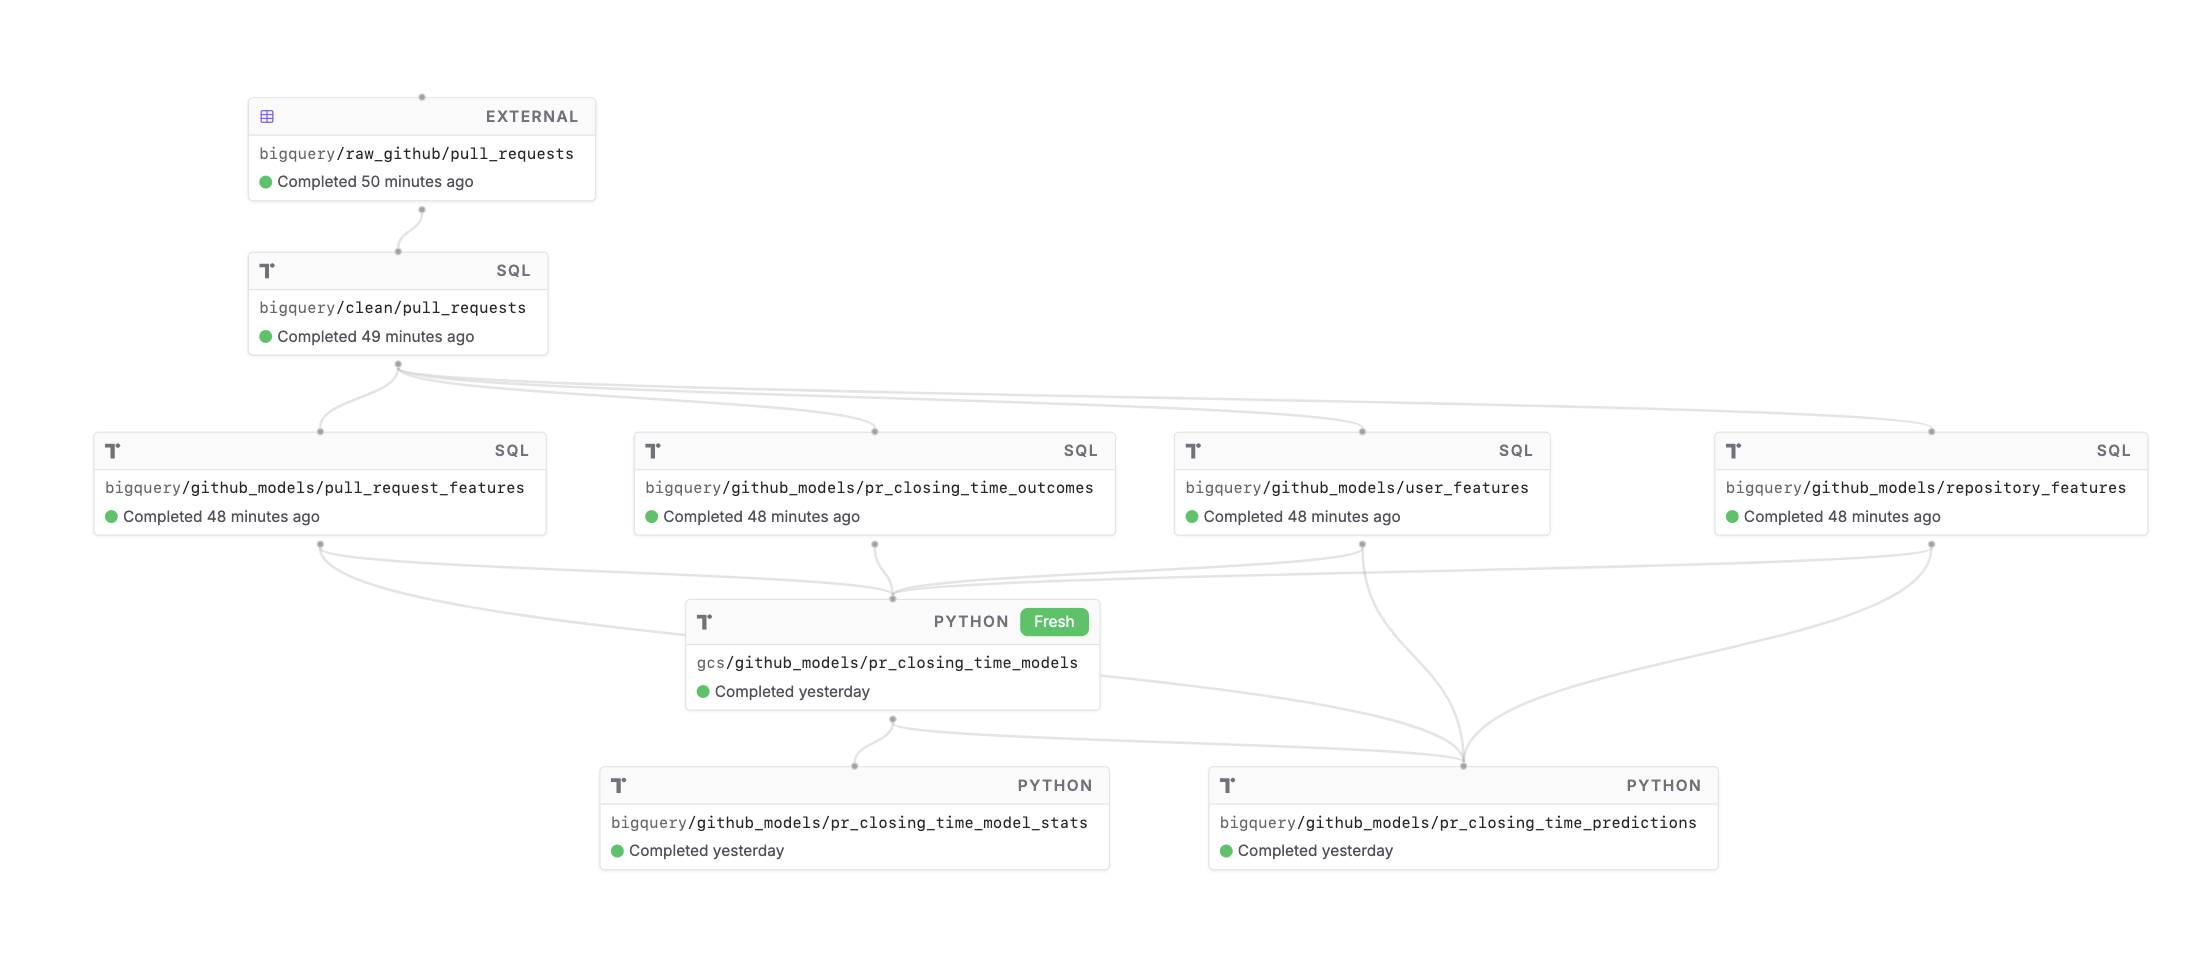 EXTERNAL
bigquery/raw_github/pull_requests
Completed 50 minutes ago
SQL
bigquery/clean/pull_requests
Completed 49 minutes ago
SQL
bigquery/github_models/pull_request_features
Completed 48 minutes ago
SQL
bigquery/github_models/pr_closing_time_outcomes
Completed 48 minutes ago
SQL
bigquery/github_models/user_features
Completed 48 minutes ago
SQL
bigquery/github_models/repository_features
Completed 48 minutes ago
PYTHON Fresh
gcs/github_models/pr_closing_time_models
Completed yesterday
PYTHON
bigquery/github_models/pr_closing_time_model_stats
Completed yesterday
PYTHON
bigquery/github_models/pr_closing_time_predictions
Completed yesterday